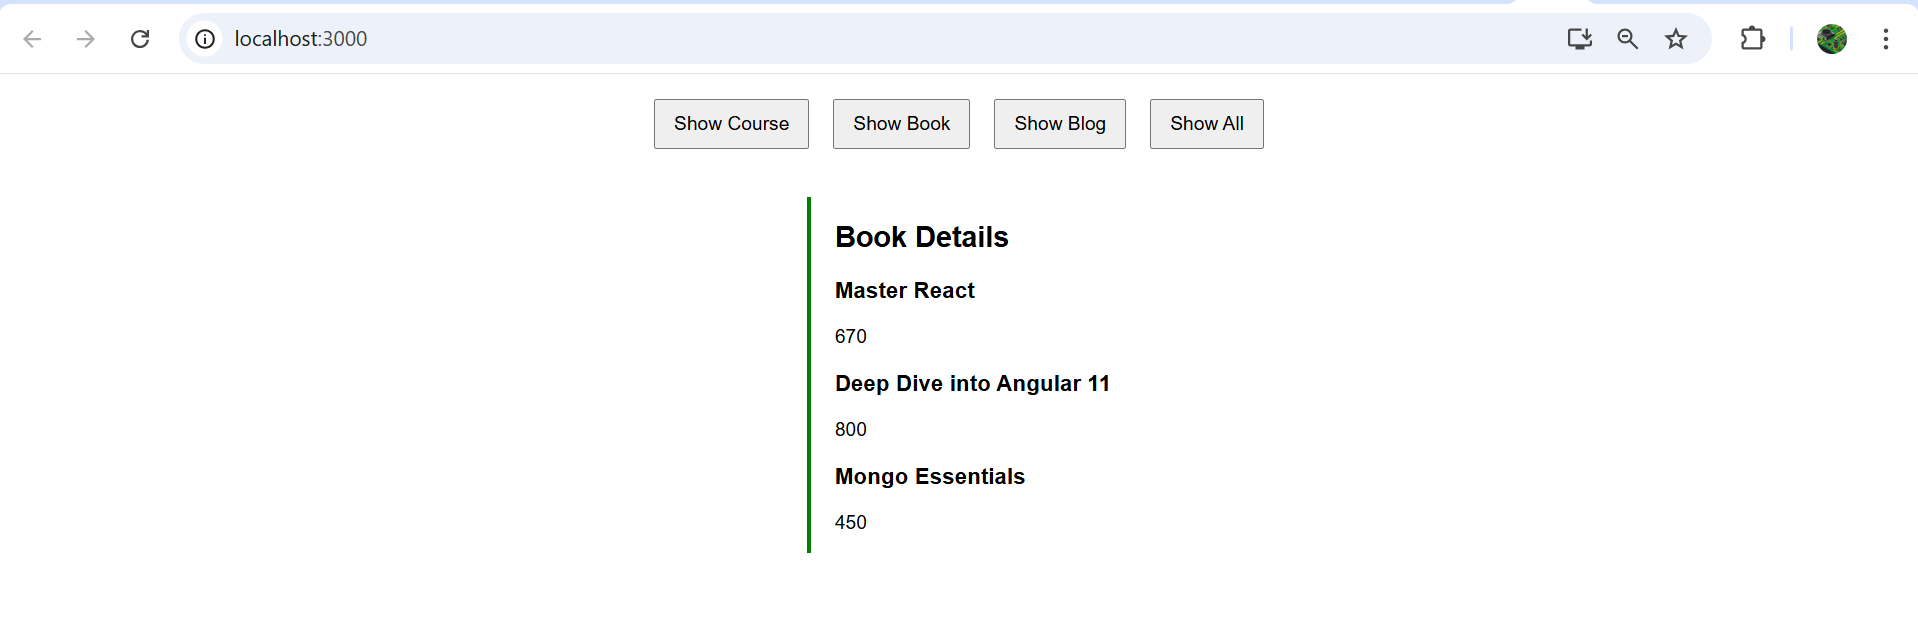 localhost:3000
Show Course Show Book Show Blog Show All
Book Details
Master React
670
Deep Dive into Angular 11
800
Mongo Essentials
450